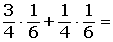 3/4 · 1/6 + 1/4 · 1/6 =